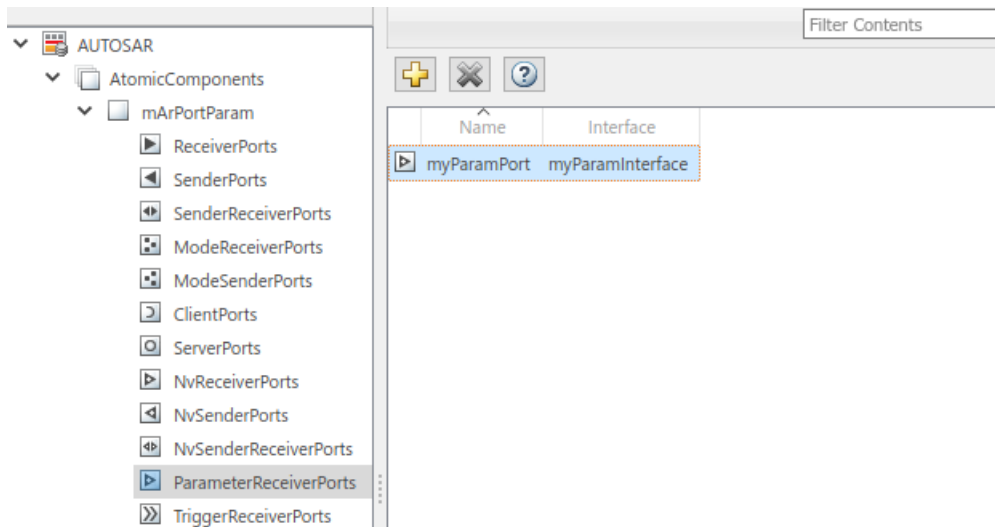 Filter Contents
AUTOSAR
AtomicComponents
mArPortParam
ReceiverPorts
SenderPorts
SenderReceiverPorts
ModeReceiverPorts
ModeSenderPorts
ClientPorts
ServerPorts
NvReceiverPorts
NvSenderPorts
NvSenderReceiverPorts
ParameterReceiverPorts
TriggerReceiverPorts
Name Interface
myParamPort myParamInterface